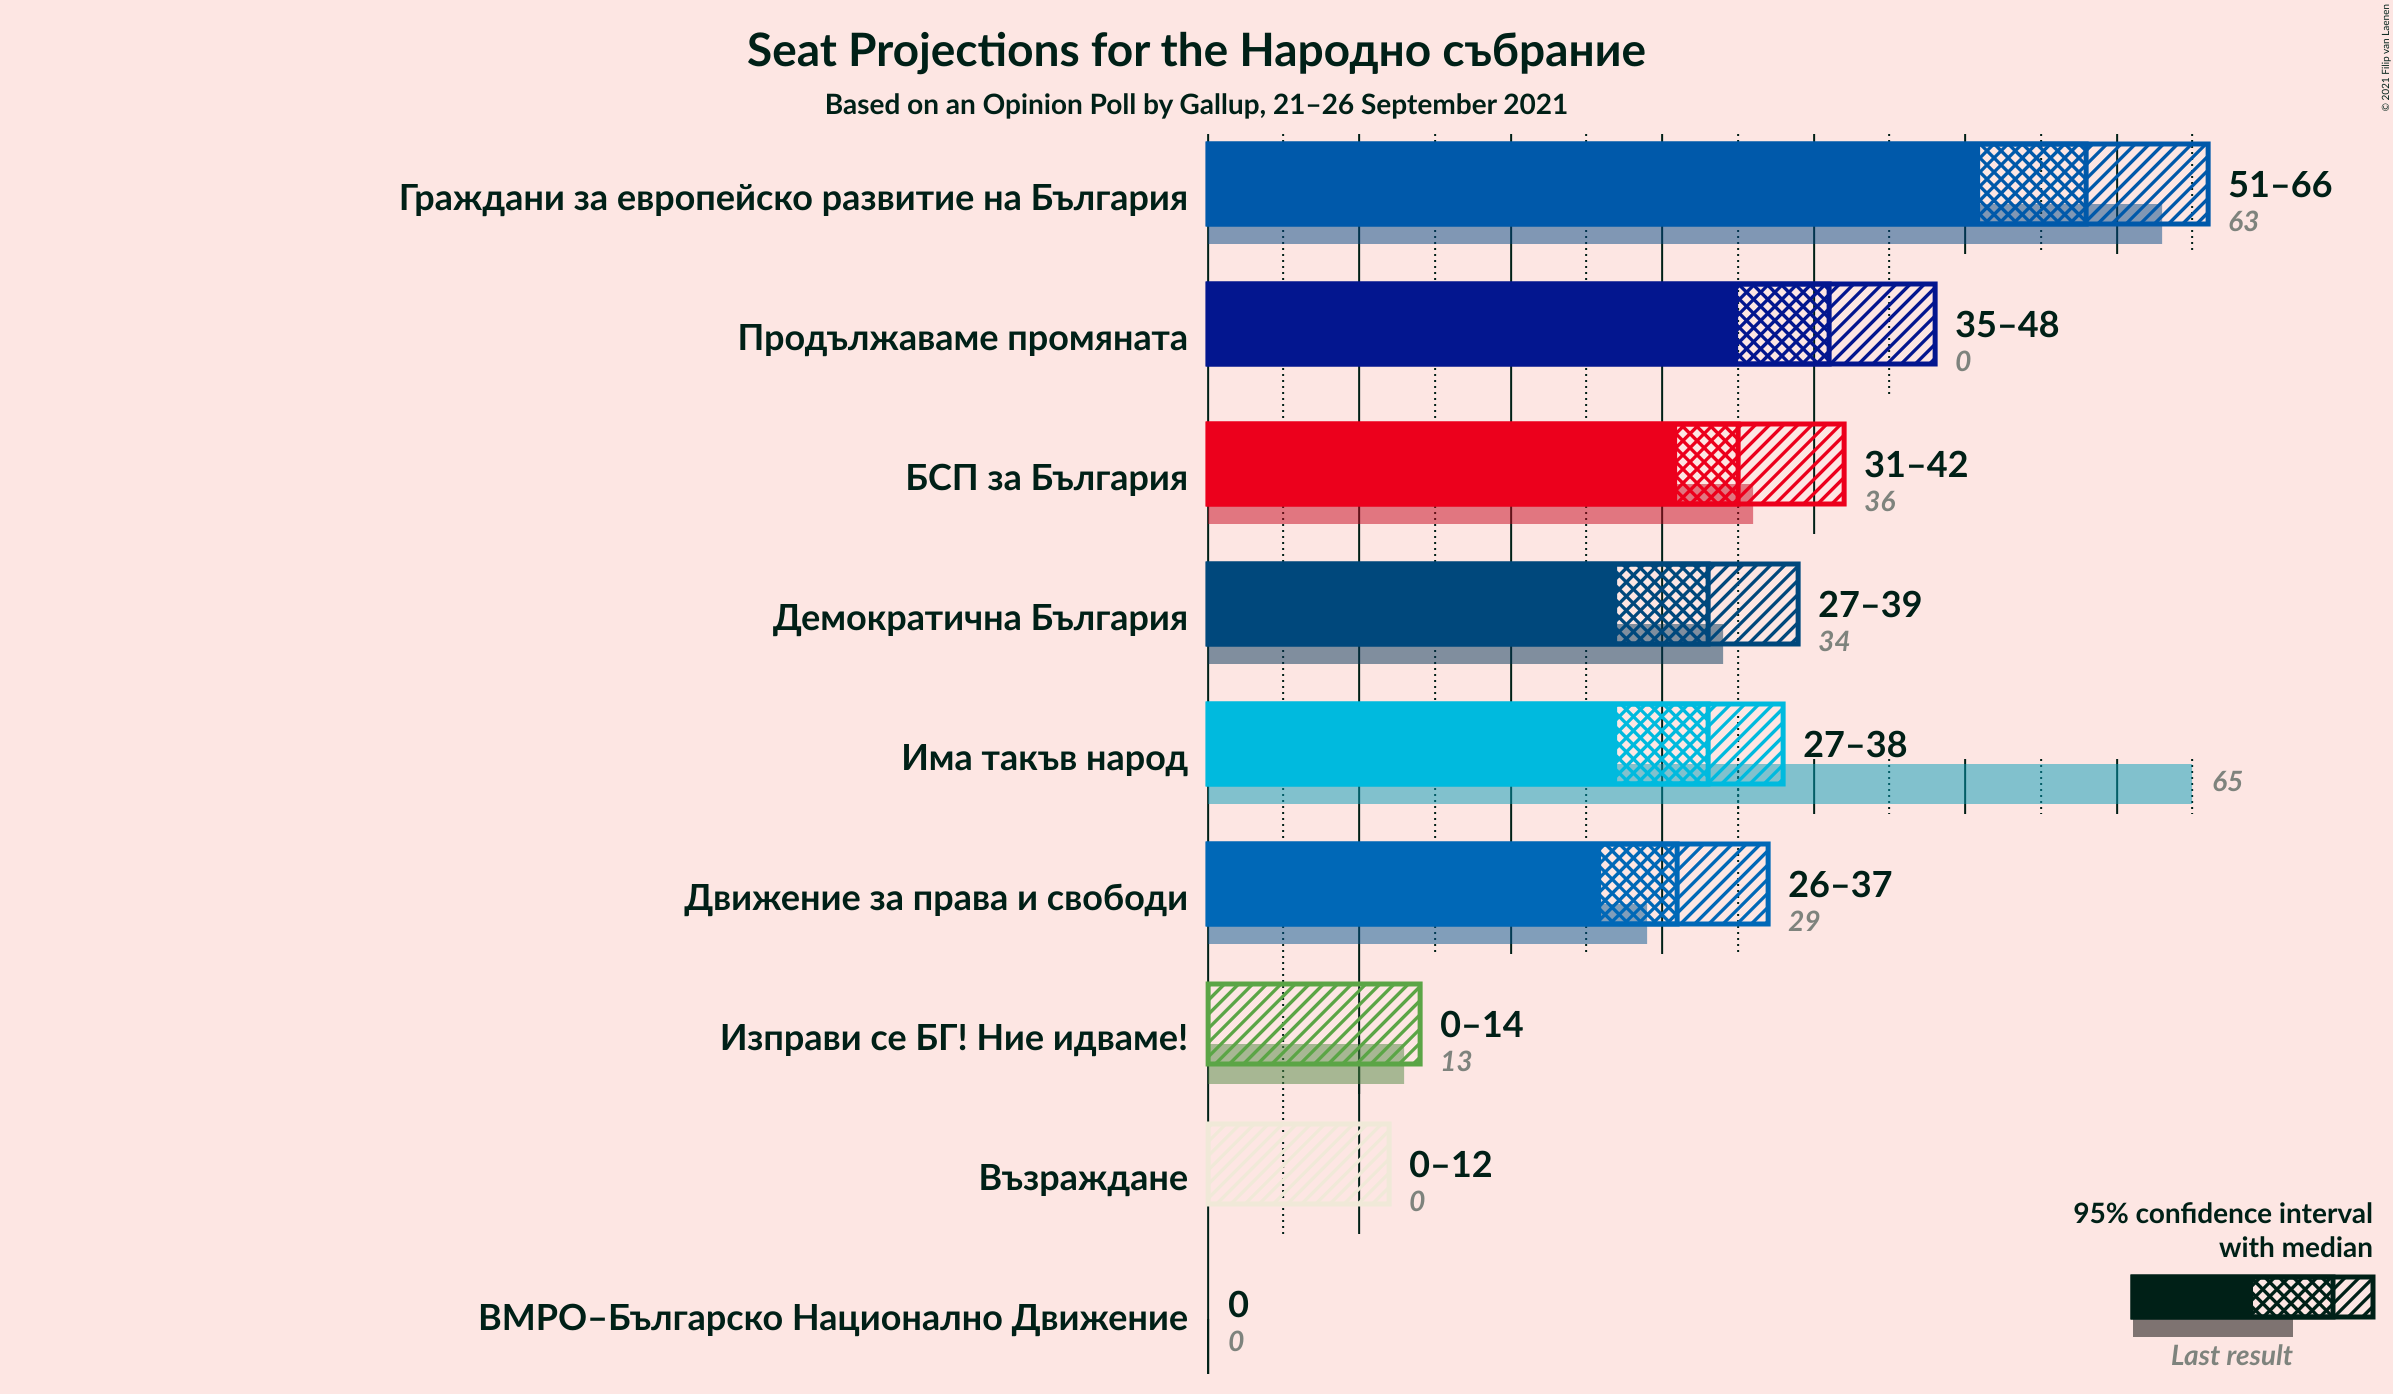 Seat Projections for the Народно събрание
Based on an Opinion Poll by Gallup, 21–26 September 2021
© 2021 Filip van Laenen
Граждани за европейско развитие на България
51–66
63
Продължаваме промяната
35–48
0
БСП за България
31–42
36
Демократична България
27–39
34
Има такъв народ
27–38
65
Движение за права и свободи
26–37
29
Изправи се БГ! Ние идваме!
0–14
13
Възраждане
0–12
0
ВМРО–Българско Национално Движение
0
0
95% confidence interval
with median
Last result